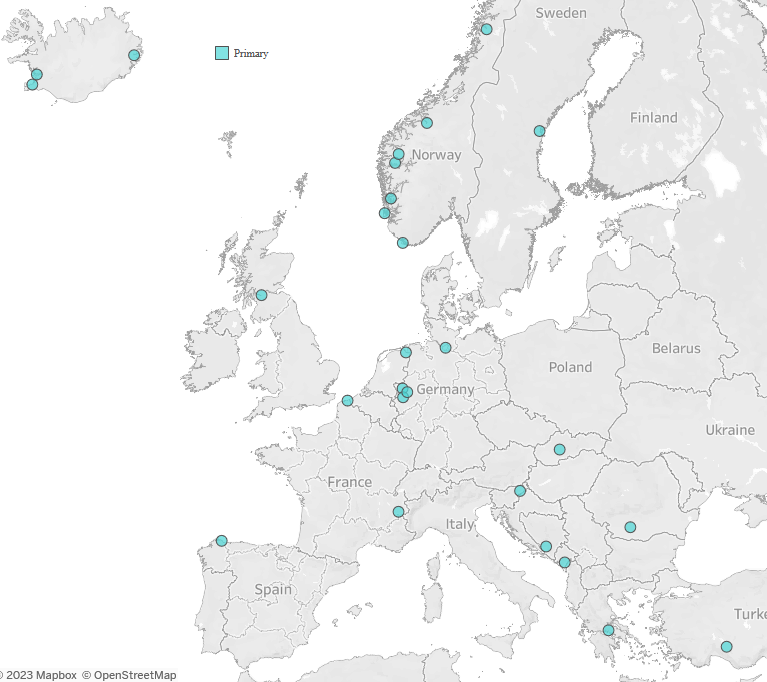 Sweden
Primary
Finland
Norway
Belarus
Poland
Germany
Ukraine
France
Italy
Spain
Turke
© 2023 Mapbox © OpenStreetMap